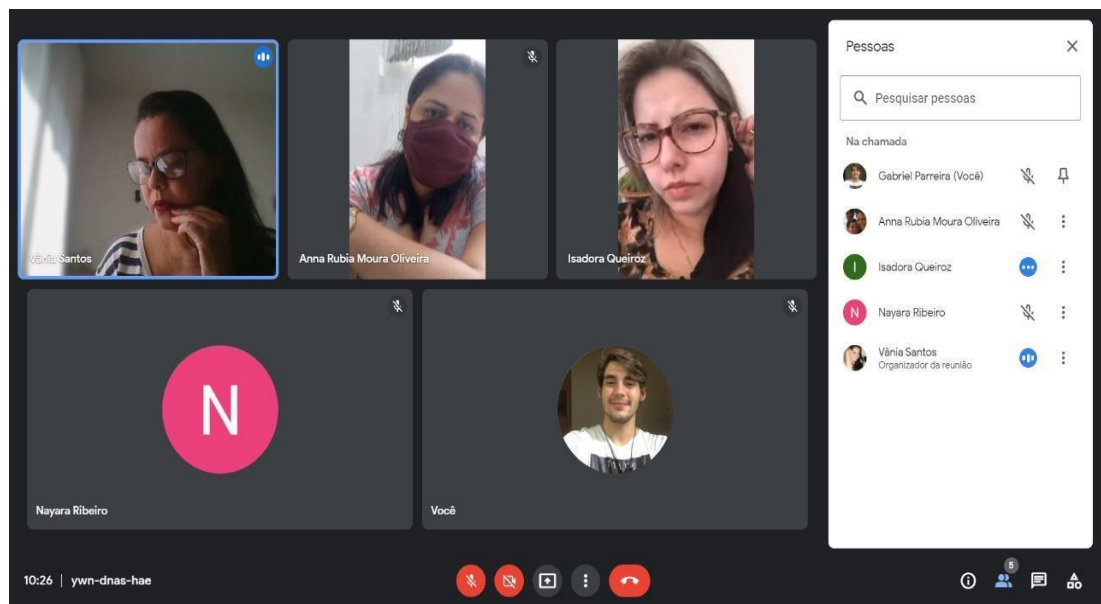 Vânia Santos
Anna Rubia Moura Oliveira
Isadora Queiroz
N
Nayara Ribeiro
Você
Pessoas
Pesquisar pessoas
Na chamada
Gabriel Parreira (Você)
Anna Rubia Moura Oliveira
I
Isadora Queiroz
N
Nayara Ribeiro
Vânia Santos
Organizador da reunião
10:26 | ywn-dnas-hae
5